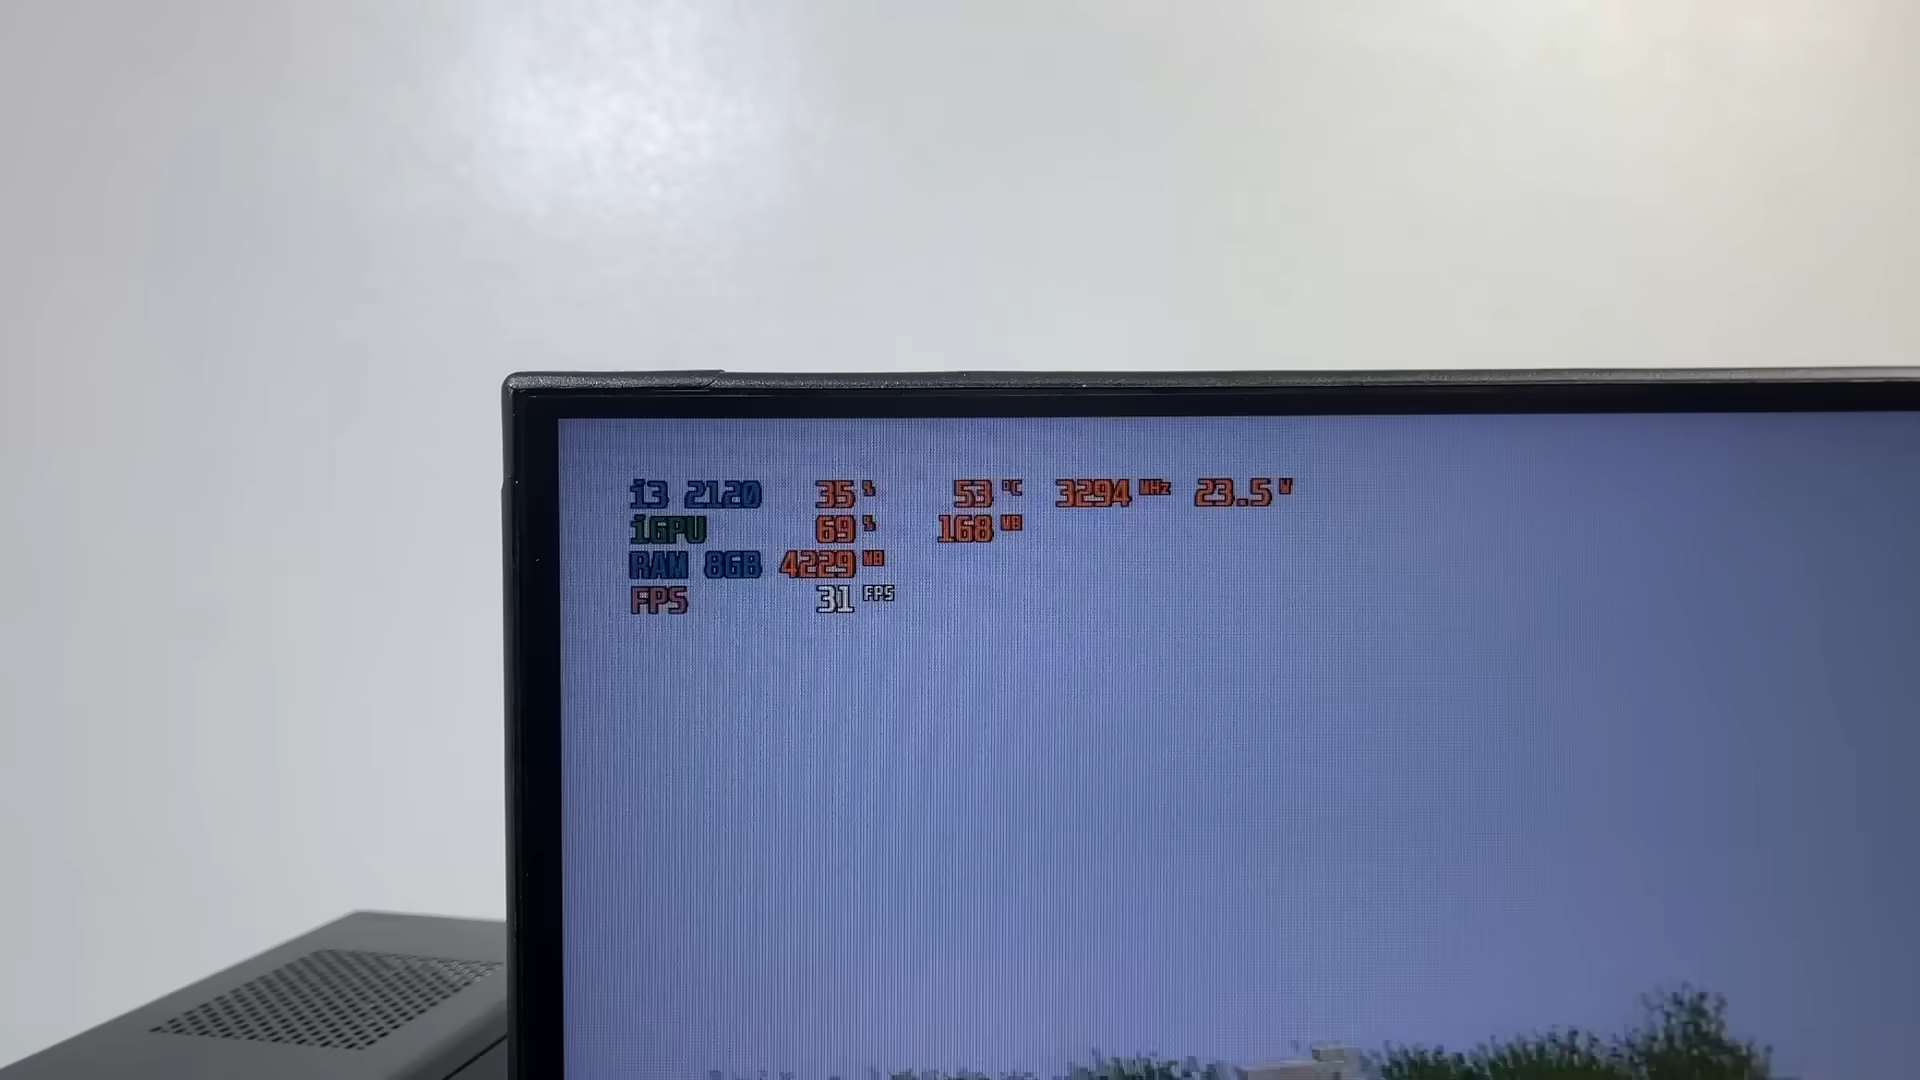 i3 2120 35 % 53 °C 3294 MHz 23.5 W
iGPU 69 % 168 MB
RAM 8GB 4229 MB
FPS 31 FPS